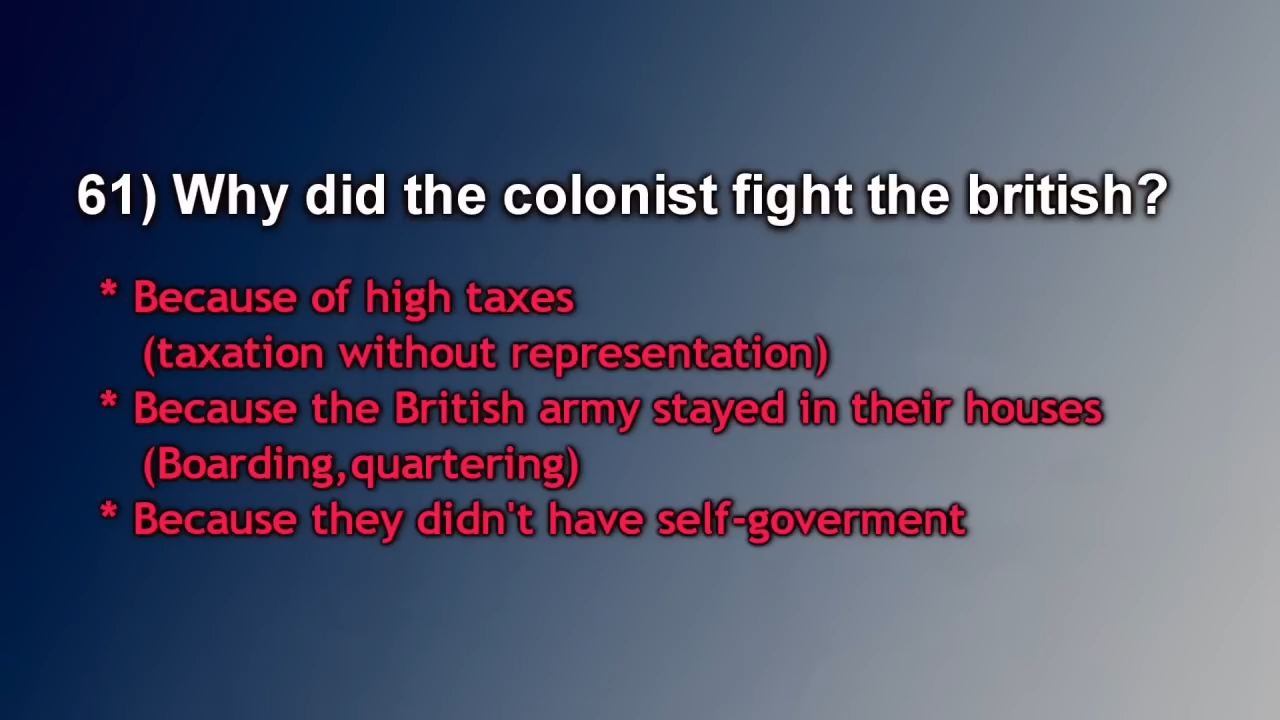 61) Why did the colonist fight the british?
* Because of high taxes
(taxation without representation)
* Because the British army stayed in their houses
(Boarding,quartering)
* Because they didn't have self-goverment